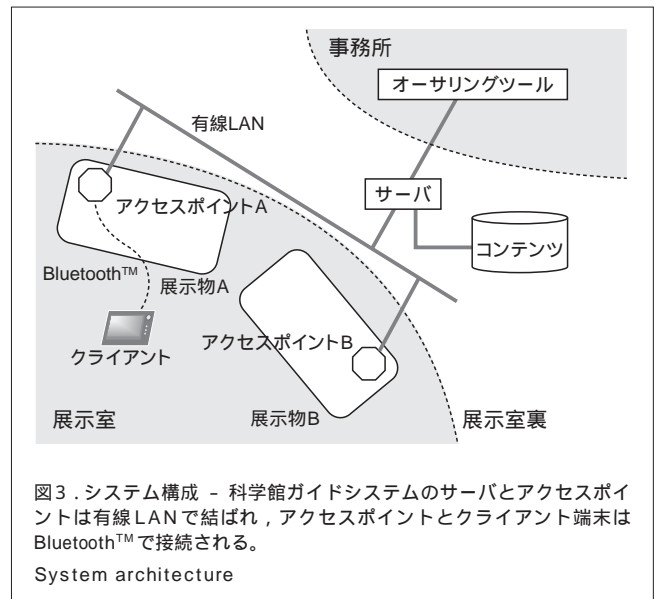 事務所
オーサリングツール
有線LAN
サーバ
アクセスポイントA
コンテンツ
Bluetooth™
展示物A
クライアント
アクセスポイントB
展示室
展示物B
展示室裏
図3．システム構成 － 科学館ガイドシステムのサーバとアクセスポイ
ントは有線LANで結ばれ，アクセスポイントとクライアント端末は
Bluetooth™で接続される。
System architecture